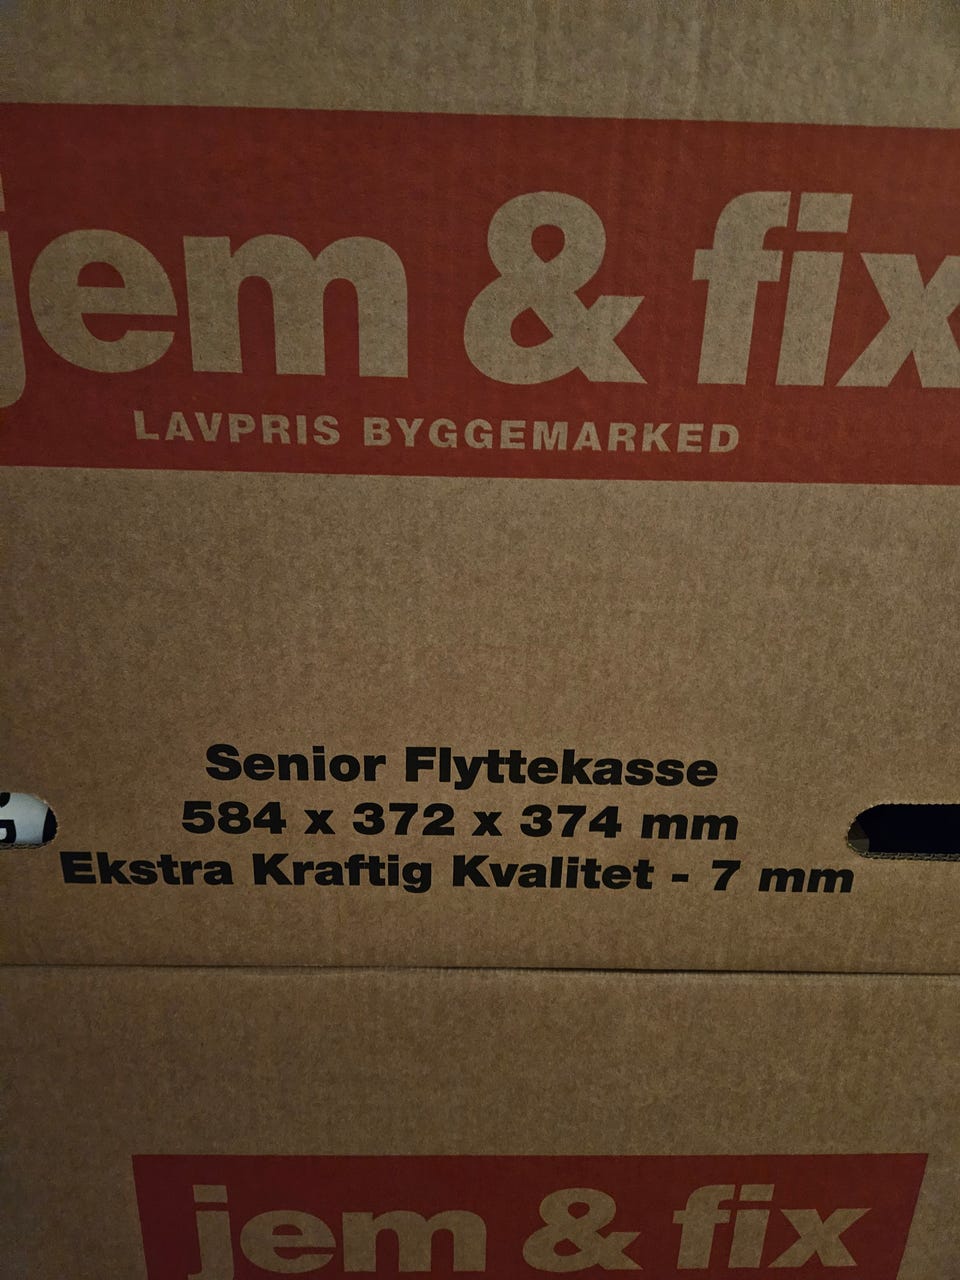 jem & fix
LAVPRIS BYGGEMARKED
Senior Flyttekasse
584 x 372 x 374 mm
Ekstra Kraftig Kvalitet - 7 mm
jem & fix